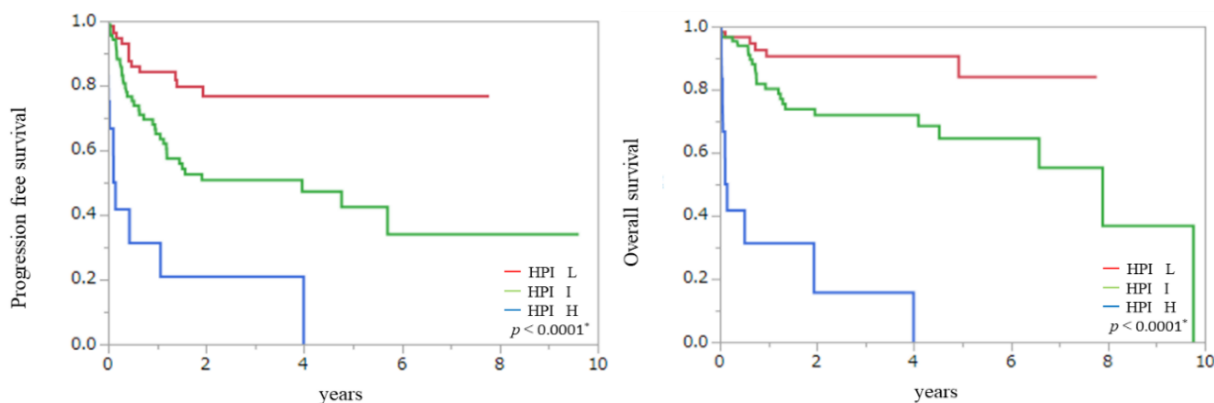 Progression free survival
1.0
0.8
0.6
0.4
0.2
0.0
0 2 4 6 8 10
years
HPI L
HPI I
HPI H
p < 0.0001*
Overall survival
1.0
0.8
0.6
0.4
0.2
0.0
0 2 4 6 8 10
years
HPI L
HPI I
HPI H
p < 0.0001*